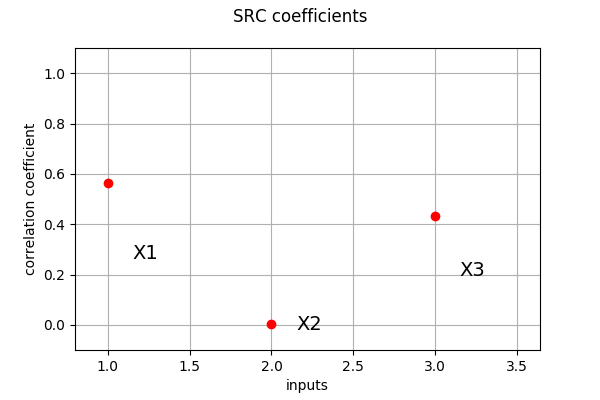 SRC coefficients
1.0
0.8
0.6
0.4
0.2
0.0
correlation coefficient
X1
X2
X3
1.0 1.5 2.0 2.5 3.0 3.5
inputs